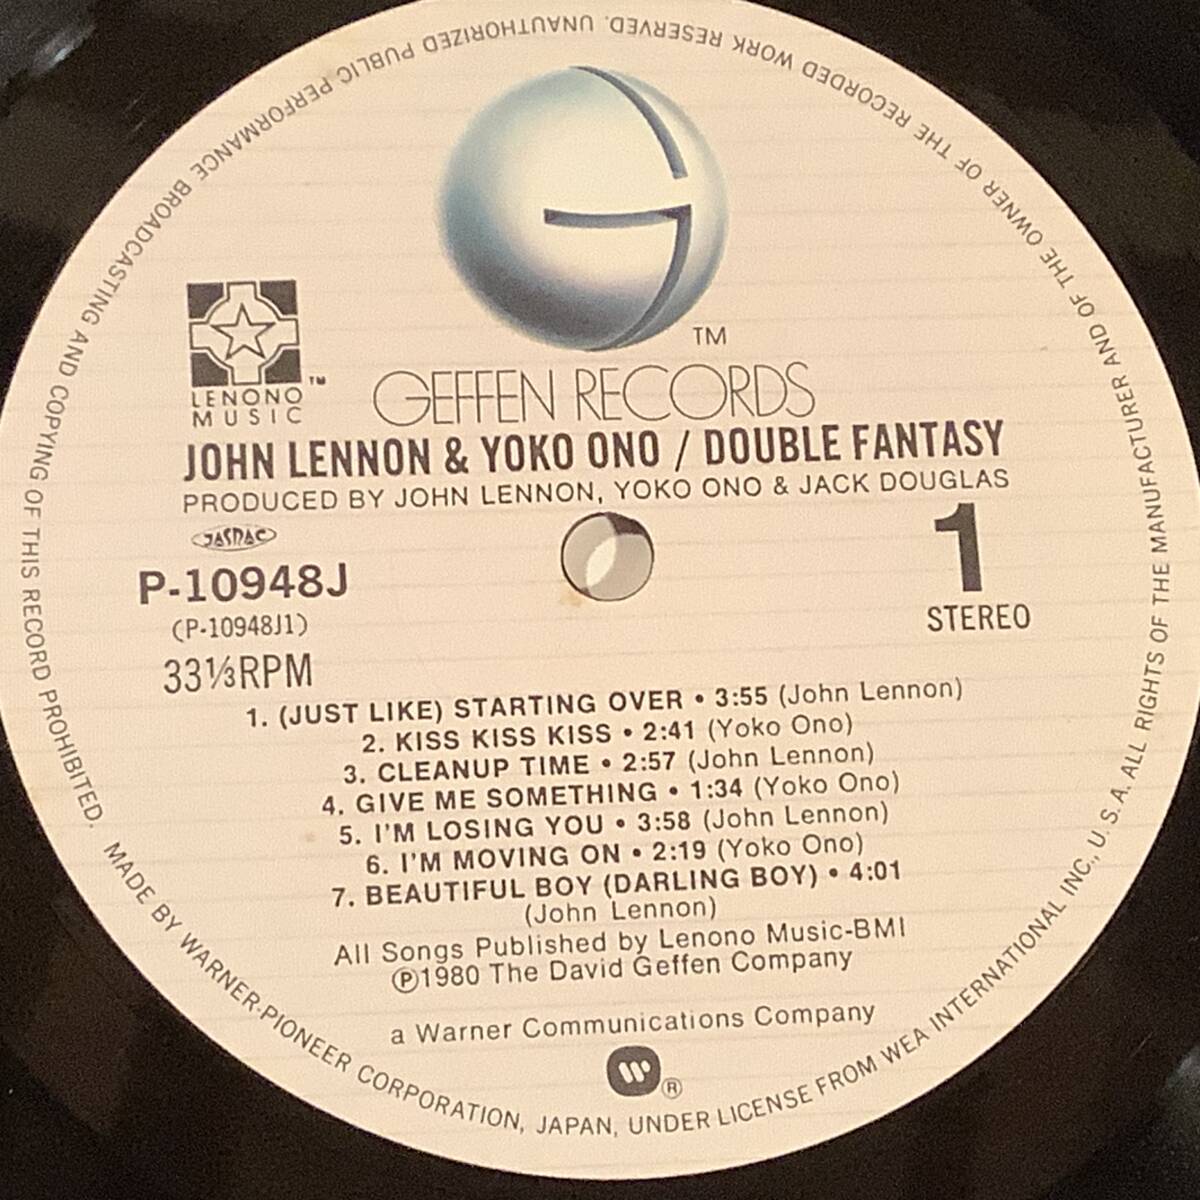 TM
LENONO TM
MUSIC
GEFFEN RECORDS
JOHN LENNON & YOKO ONO / DOUBLE FANTASY
PRODUCED BY JOHN LENNON, YOKO ONO & JACK DOUGLAS
JASRAC
P-10948J
(P-10948J1)
33⅓RPM
1
STEREO
1. (JUST LIKE) STARTING OVER • 3:55 (John Lennon)
2. KISS KISS KISS • 2:41 (Yoko Ono)
3. CLEANUP TIME • 2:57 (John Lennon)
4. GIVE ME SOMETHING • 1:34 (Yoko Ono)
5. I'M LOSING YOU • 3:58 (John Lennon)
6. I'M MOVING ON • 2:19 (Yoko Ono)
7. BEAUTIFUL BOY (DARLING BOY) • 4:01
(John Lennon)
All Songs Published by Lenono Music-BMI
℗1980 The David Geffen Company
a Warner Communications Company
W ®
MADE BY WARNER-PIONEER CORPORATION, JAPAN, UNDER LICENSE FROM WEA INTERNATIONAL INC., U. S. A. ALL RIGHTS OF THE MANUFACTURER AND OF THE OWNER OF THE RECORDED WORK RESERVED. UNAUTHORIZED PUBLIC PERFORMANCE BROADCASTING AND COPYING OF THIS RECORD PROHIBITED.